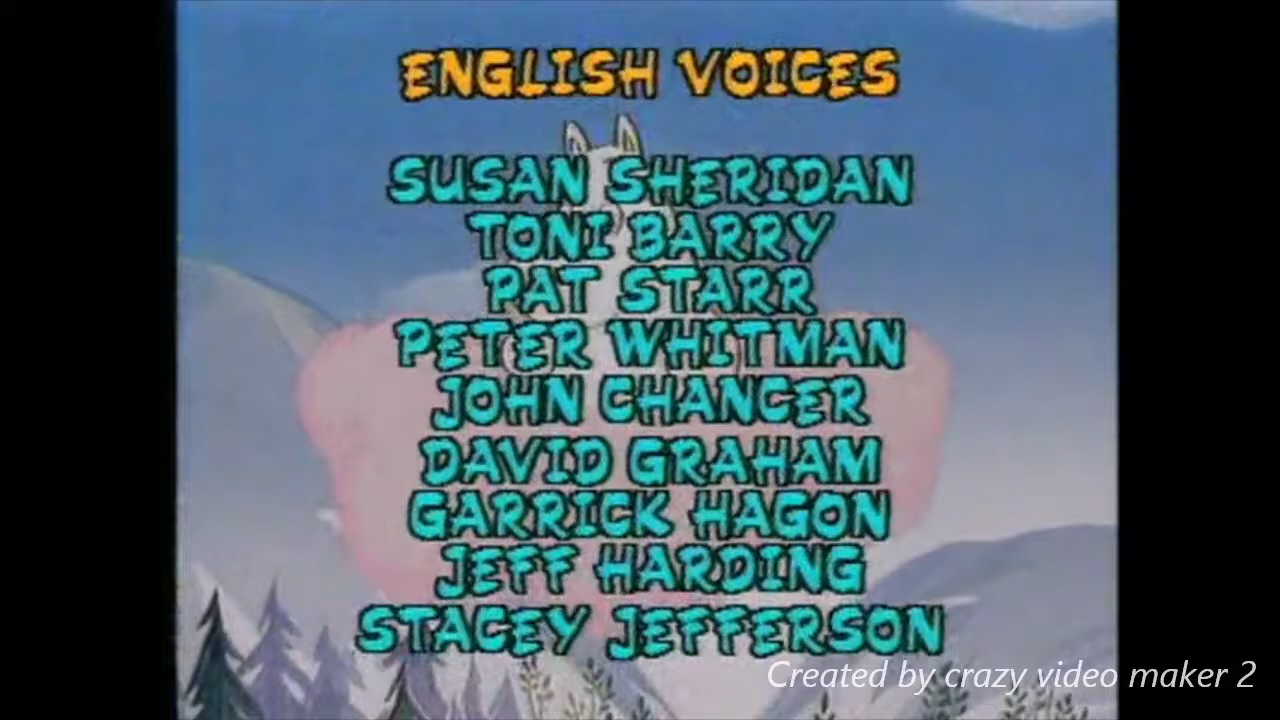 ENGLISH VOICES
SUSAN SHERIDAN
TONI BARRY
PAT STARR
PETER WHITMAN
JOHN CHANCER
DAVID GRAHAM
GARRICK HAGON
JEFF HARDING
STACEY JEFFERSON
Created by crazy video maker 2